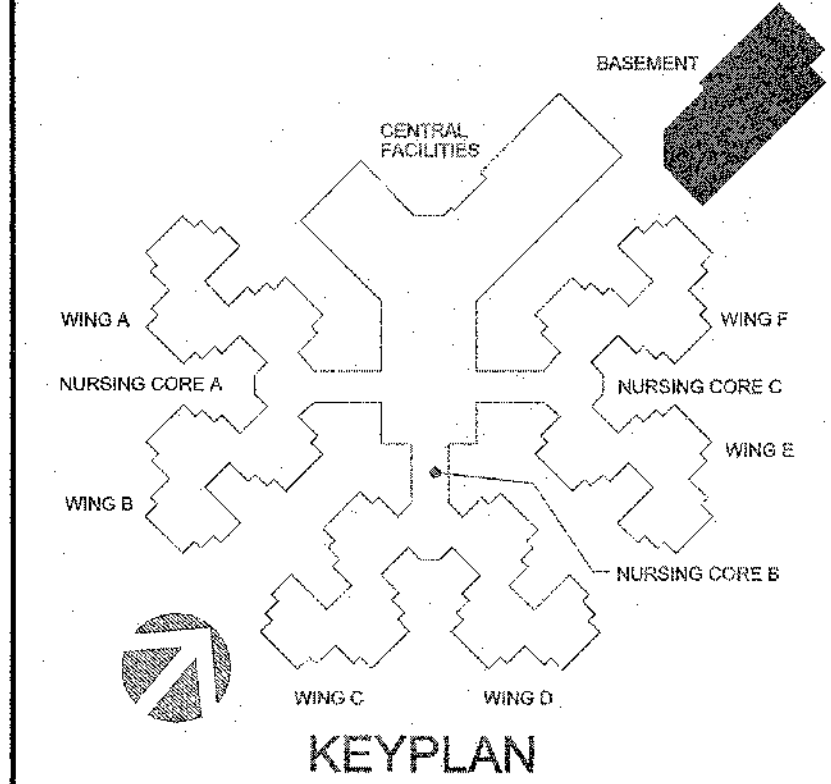 BASEMENT
CENTRAL
FACILITIES
WING A
WING F
NURSING CORE A
NURSING CORE C
WING E
WING B
NURSING CORE B
WING C
WING D
KEYPLAN